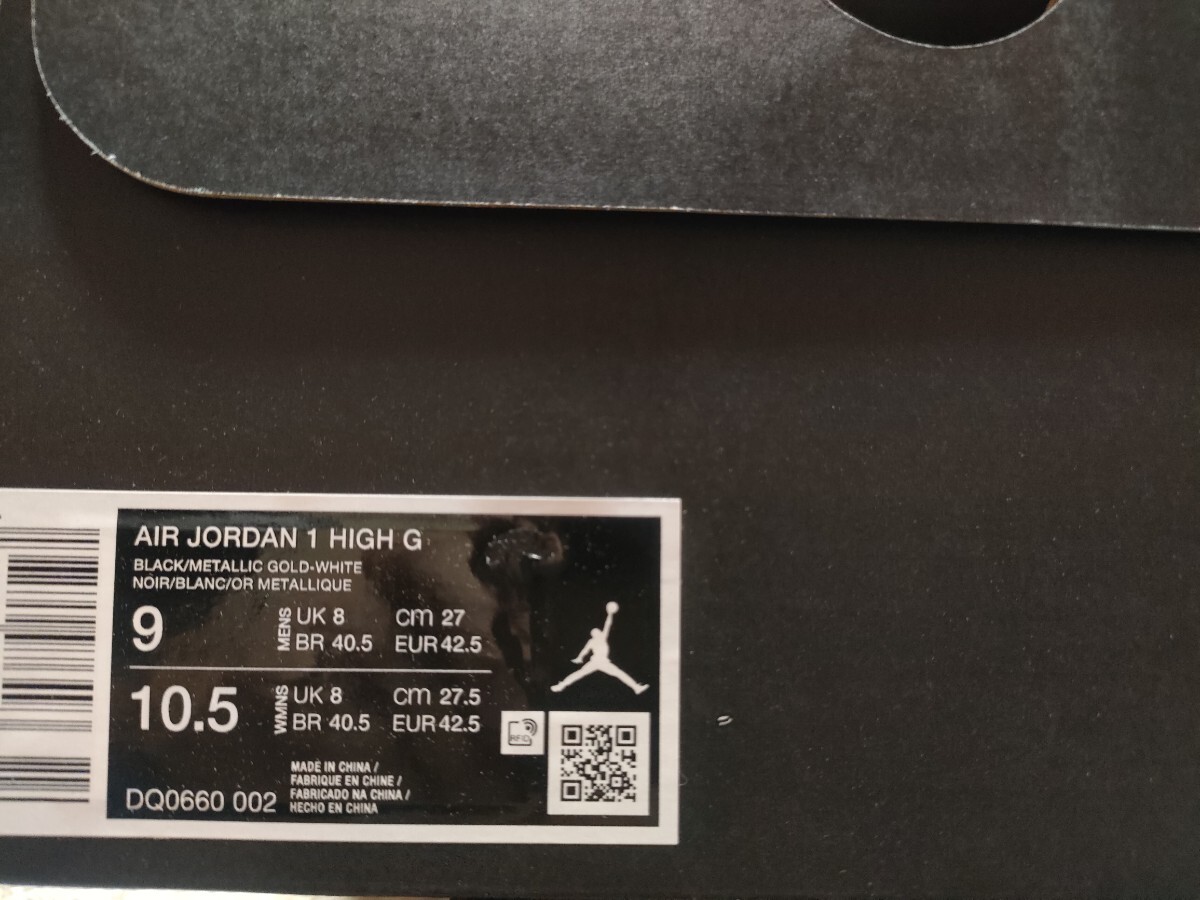 AIR JORDAN 1 HIGH G
BLACK/METALLIC GOLD-WHITE
NOIR/BLANC/OR METALLIQUE
9 MENS UK 8 CM 27
BR 40.5 EUR 42.5
10.5 WMNS UK 8 CM 27.5
BR 40.5 EUR 42.5
RFID
MADE IN CHINA /
FABRIQUE EN CHINE /
FABRICADO NA CHINA /
HECHO EN CHINA
DQ0660 002